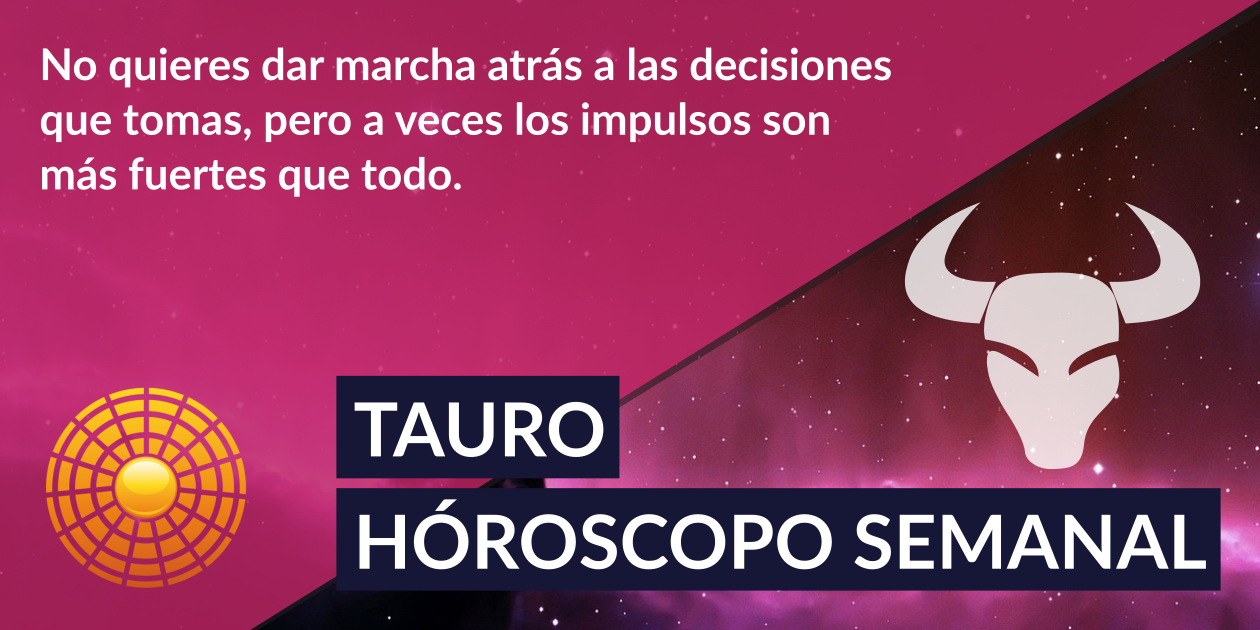 No quieres dar marcha atrás a las decisiones
que tomas, pero a veces los impulsos son
más fuertes que todo.
TAURO
HÓROSCOPO SEMANAL